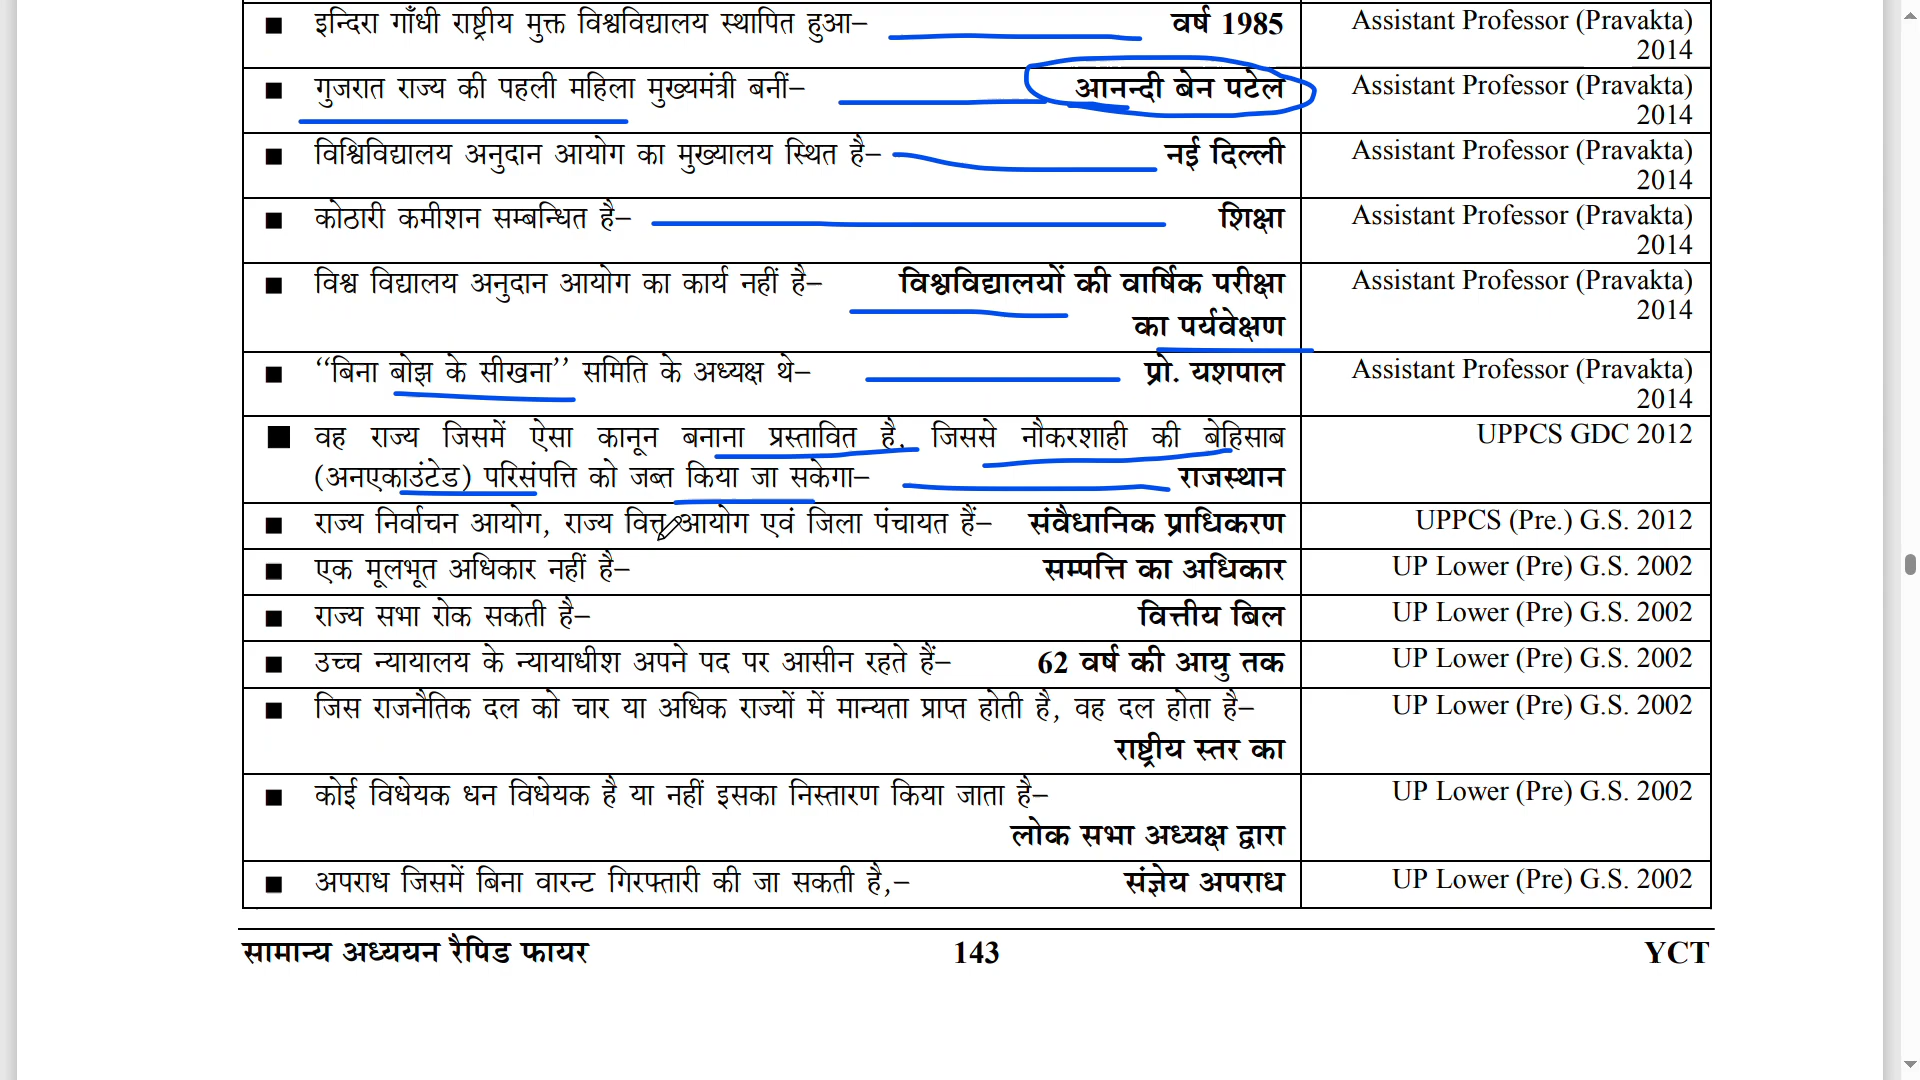 ■ इन्दिरा गाँधी राष्ट्रीय मुक्त विश्वविद्यालय स्थापित हुआ– वर्ष 1985 Assistant Professor (Pravakta)
2014
■ गुजरात राज्य की पहली महिला मुख्यमंत्री बनीं– आनन्दी बेन पटेल Assistant Professor (Pravakta)
2014
■ विश्विविद्यालय अनुदान आयोग का मुख्यालय स्थित है– नई दिल्ली Assistant Professor (Pravakta)
2014
■ कोठारी कमीशन सम्बन्धित है– शिक्षा Assistant Professor (Pravakta)
2014
■ विश्व विद्यालय अनुदान आयोग का कार्य नहीं है– विश्वविद्यालयों की वार्षिक परीक्षा Assistant Professor (Pravakta)
का पर्यवेक्षण 2014
■ ‘‘बिना बोझ के सीखना’’ समिति के अध्यक्ष थे– प्रो. यशपाल Assistant Professor (Pravakta)
2014
■ वह राज्य जिसमें ऐसा कानून बनाना प्रस्तावित है, जिससे नौकरशाही की बेहिसाब UPPCS GDC 2012
(अनएकाउंटेड) परिसंपत्ति को जब्त किया जा सकेगा– राजस्थान
■ राज्य निर्वाचन आयोग, राज्य वित्त आयोग एवं जिला पंचायत हैं– संवैधानिक प्राधिकरण UPPCS (Pre.) G.S. 2012
■ एक मूलभूत अधिकार नहीं है– सम्पत्ति का अधिकार UP Lower (Pre) G.S. 2002
■ राज्य सभा रोक सकती है– वित्तीय बिल UP Lower (Pre) G.S. 2002
■ उच्च न्यायालय के न्यायाधीश अपने पद पर आसीन रहते हैं– 62 वर्ष की आयु तक UP Lower (Pre) G.S. 2002
■ जिस राजनैतिक दल को चार या अधिक राज्यों में मान्यता प्राप्त होती है, वह दल होता है– UP Lower (Pre) G.S. 2002
राष्ट्रीय स्तर का
■ कोई विधेयक धन विधेयक है या नहीं इसका निस्तारण किया जाता है– UP Lower (Pre) G.S. 2002
लोक सभा अध्यक्ष द्वारा
■ अपराध जिसमें बिना वारन्ट गिरफ्तारी की जा सकती है,– संज्ञेय अपराध UP Lower (Pre) G.S. 2002
सामान्य अध्ययन रैपिड फायर 143 YCT